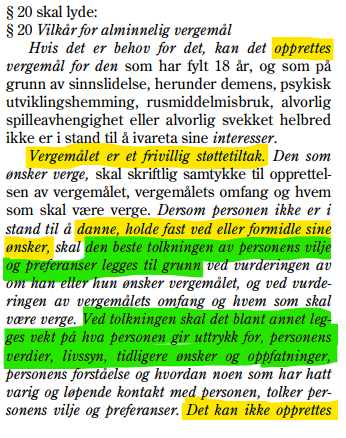 § 20 skal lyde:
§ 20 Vilkår for alminnelig vergemål
Hvis det er behov for det, kan det opprettes
vergemål for den som har fylt 18 år, og som på
grunn av sinnslidelse, herunder demens, psykisk
utviklingshemming, rusmiddelmisbruk, alvorlig
spilleavhengighet eller alvorlig svekket helbred
ikke er i stand til å ivareta sine interesser.
Vergemålet er et frivillig støttetiltak. Den som
ønsker verge, skal skriftlig samtykke til opprettel-
sen av vergemålet, vergemålets omfang og hvem
som skal være verge. Dersom personen ikke er i
stand til å danne, holde fast ved eller formidle sine
ønsker, skal den beste tolkningen av personens vilje
og preferanser legges til grunn ved vurderingen av
om han eller hun ønsker vergemålet, og ved vurde-
ringen av vergemålets omfang og hvem som skal
være verge. Ved tolkningen skal det blant annet leg-
ges vekt på hva personen gir uttrykk for, personens
verdier, livssyn, tidligere ønsker og oppfatninger,
personens forståelse og hvordan noen som har hatt
varig og løpende kontakt med personen, tolker per-
sonens vilje og preferanser. Det kan ikke opprettes